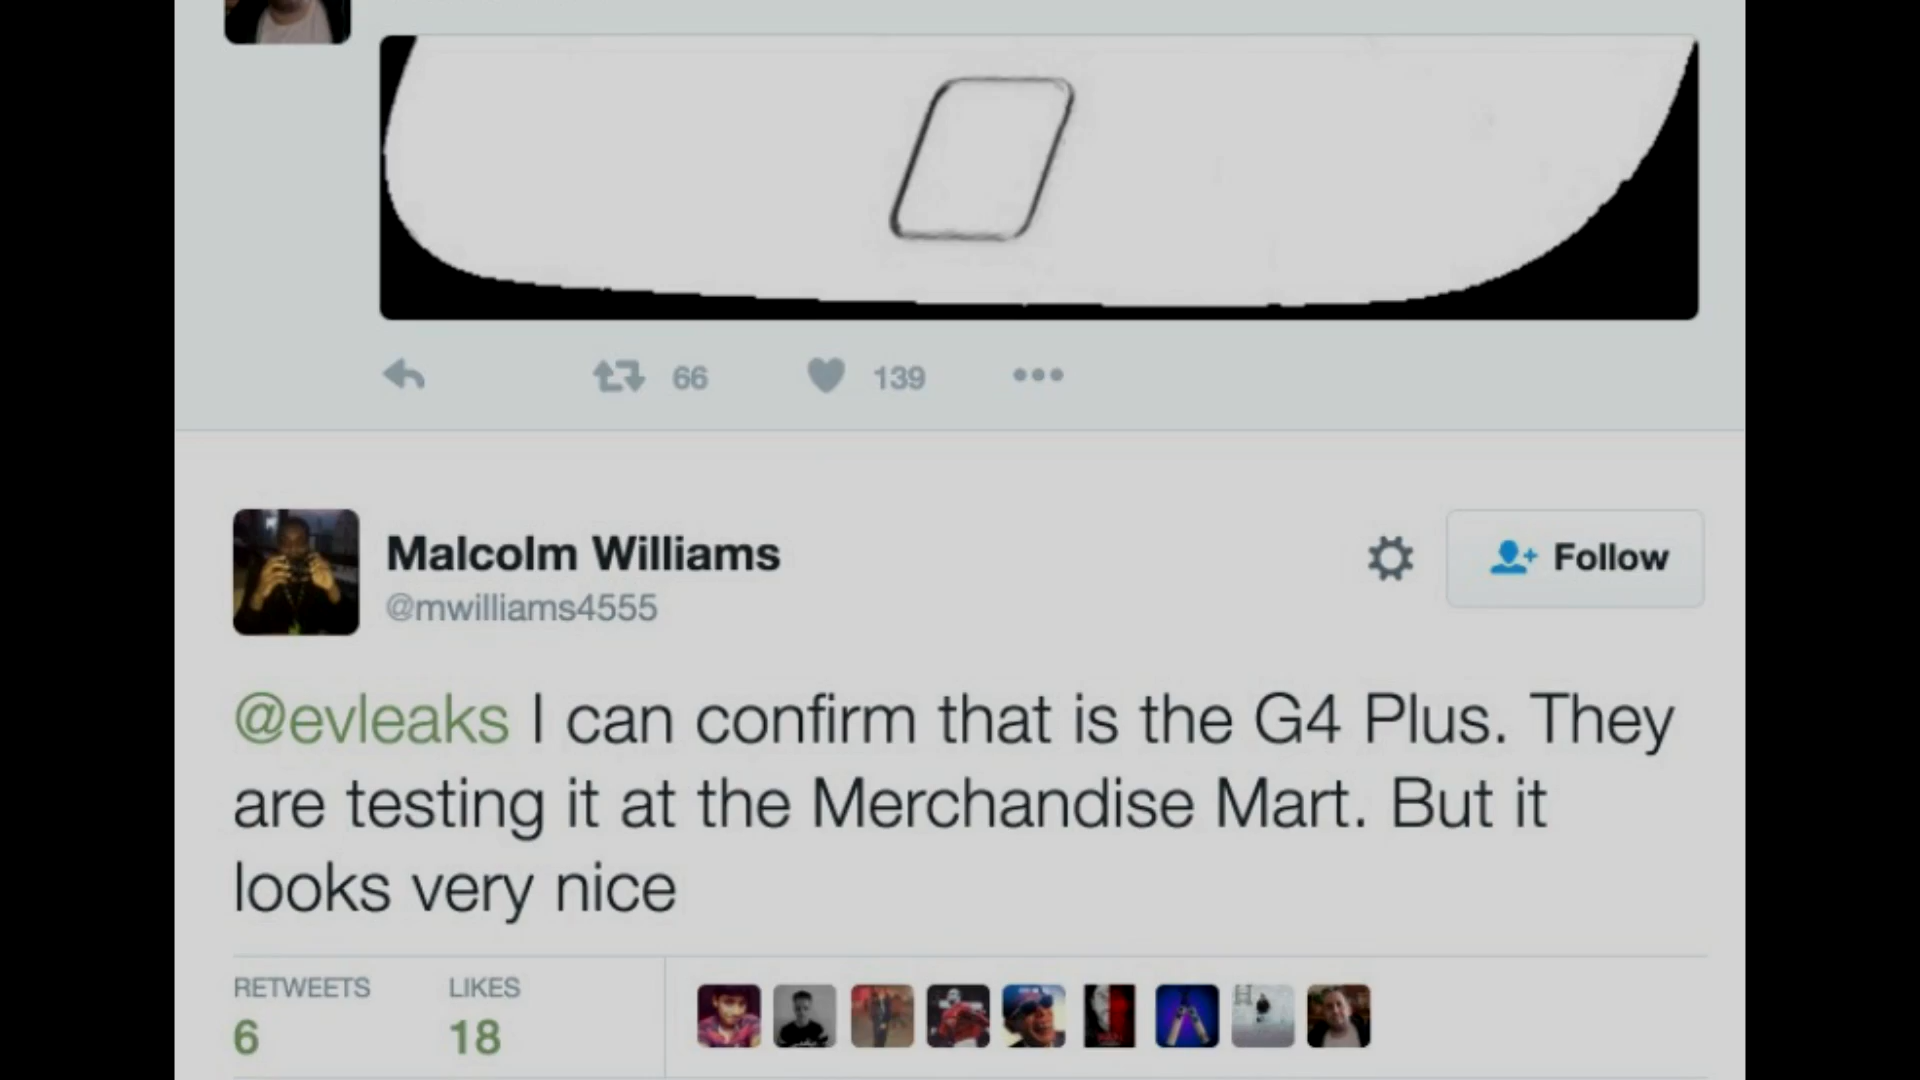 66
139
Malcolm Williams
@mwilliams4555
Follow
@evleaks I can confirm that is the G4 Plus. They
are testing it at the Merchandise Mart. But it
looks very nice
RETWEETS
LIKES
6
18